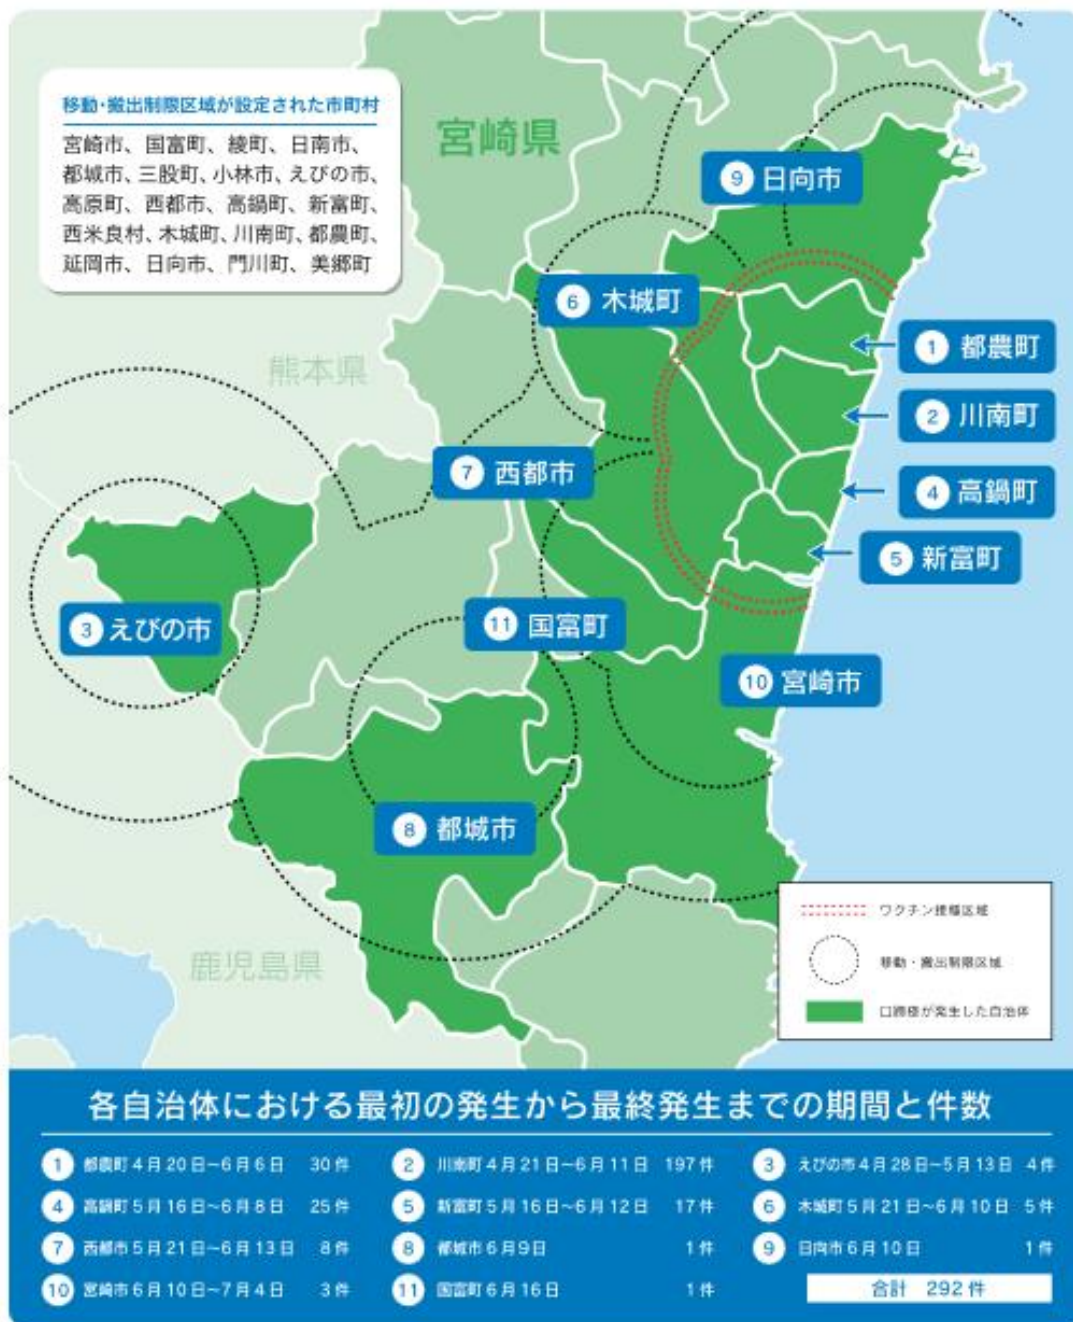 移動・搬出制限区域が設定された市町村
宮崎市、国富町、綾町、日南市、
都城市、三股町、小林市、えびの市、
高原町、西都市、高鍋町、新富町、
西米良村、木城町、川南町、都農町、
延岡市、日向市、門川町、美郷町
宮崎県
9 日向市
6 木城町
熊本県
1 都農町
2 川南町
7 西都市
4 高鍋町
5 新富町
3 えびの市
11 国富町
10 宮崎市
8 都城市
鹿児島県
ワクチン接種区域
移動・搬出制限区域
口蹄疫が発生した自治体
各自治体における最初の発生から最終発生までの期間と件数
1 都農町 4月20日~6月6日 30件
2 川南町 4月21日~6月11日 197件
3 えびの市 4月28日~5月13日 4件
4 高鍋町 5月16日~6月8日 25件
5 新富町 5月16日~6月12日 17件
6 木城町 5月21日~6月10日 5件
7 西都市 5月21日~6月13日 8件
8 都城市 6月9日 1件
9 日向市 6月10日 1件
10 宮崎市 6月10日~7月4日 3件
11 国富町 6月16日 1件
合計 292件